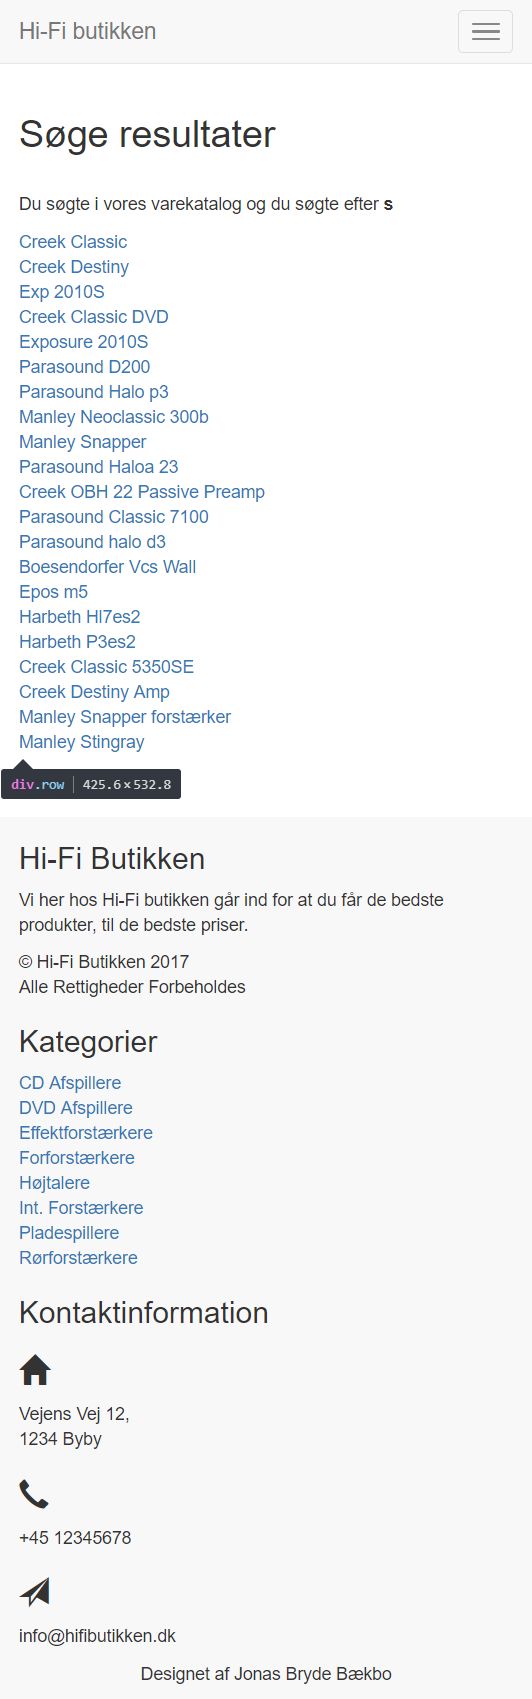 Hi-Fi butikken
Søge resultater
Du søgte i vores varekatalog og du søgte efter s
Creek Classic
Creek Destiny
Exp 2010S
Creek Classic DVD
Exposure 2010S
Parasound D200
Parasound Halo p3
Manley Neoclassic 300b
Manley Snapper
Parasound Haloa 23
Creek OBH 22 Passive Preamp
Parasound Classic 7100
Parasound halo d3
Boesendorfer Vcs Wall
Epos m5
Harbeth Hl7es2
Harbeth P3es2
Creek Classic 5350SE
Creek Destiny Amp
Manley Snapper forstærker
Manley Stingray
div.row | 425.6×532.8
Hi-Fi Butikken
Vi her hos Hi-Fi butikken går ind for at du får de bedste
produkter, til de bedste priser.
© Hi-Fi Butikken 2017
Alle Rettigheder Forbeholdes
Kategorier
CD Afspillere
DVD Afspillere
Effektforstærkere
Forforstærkere
Højtalere
Int. Forstærkere
Pladespillere
Rørforstærkere
Kontaktinformation
Vejens Vej 12,
1234 Byby
+45 12345678
info@hifibutikken.dk
Designet af Jonas Bryde Bækbo